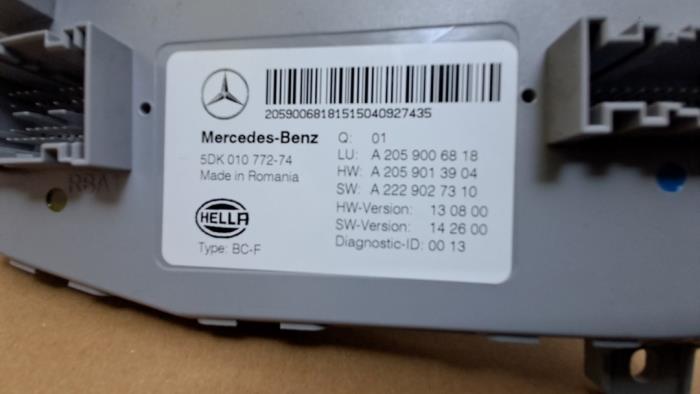 20590068181515040927435
Mercedes-Benz
Q: 01
5DK 010 772-74
LU: A 205 900 68 18
Made in Romania
HW: A 205 901 39 04
SW: A 222 902 73 10
HELLA
HW-Version: 13 08 00
SW-Version: 14 26 00
Type: BC-F
Diagnostic-ID: 00 13